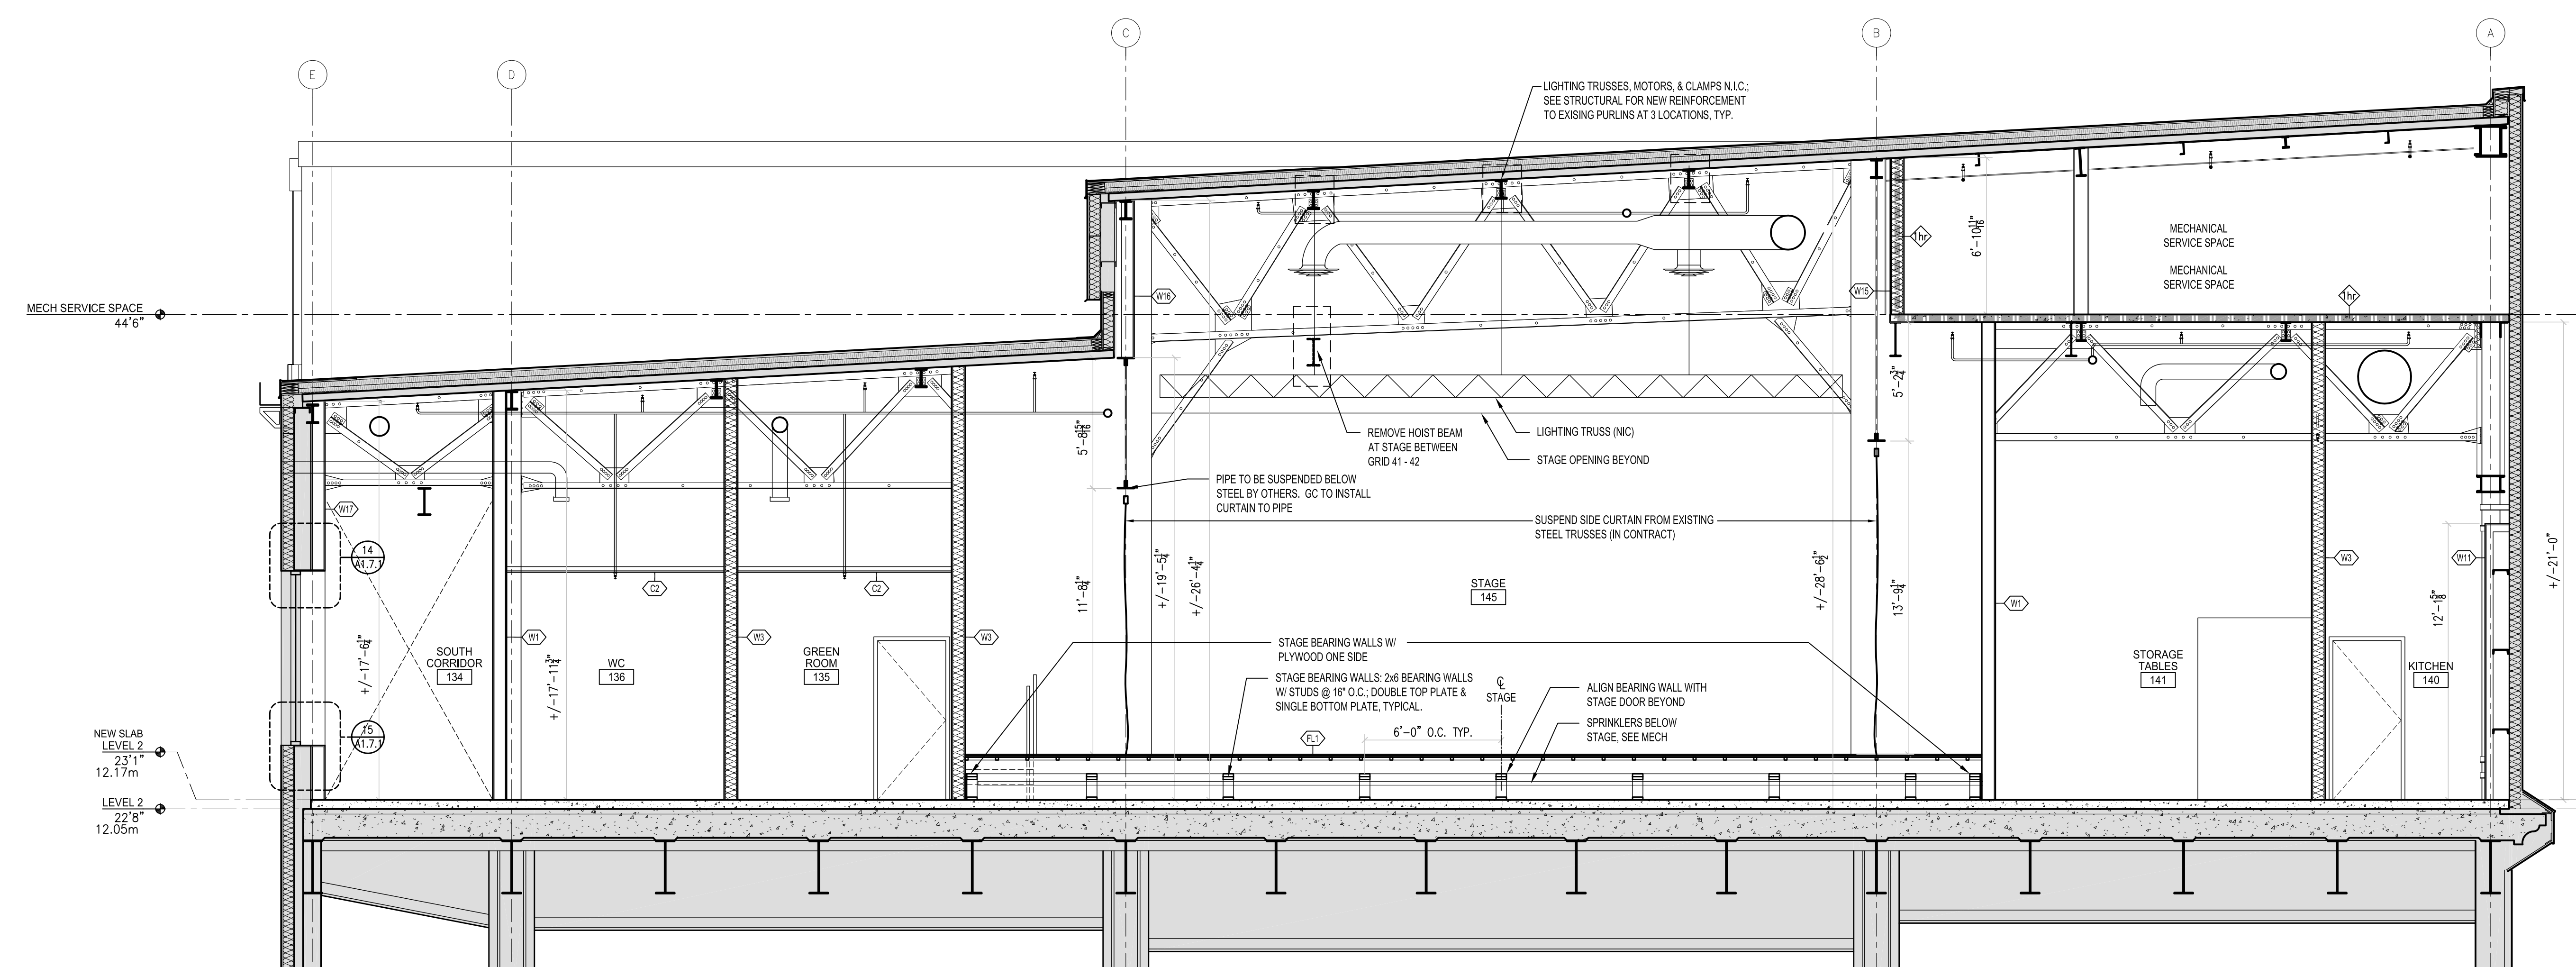 E
D
C
B
A
LIGHTING TRUSSES, MOTORS, & CLAMPS N.I.C.;
SEE STRUCTURAL FOR NEW REINFORCEMENT
TO EXISING PURLINS AT 3 LOCATIONS, TYP.
MECH SERVICE SPACE
44'6"
W16
W15
1hr
6'-10 1/16"
MECHANICAL
SERVICE SPACE
MECHANICAL
SERVICE SPACE
1hr
5'-8 15/16"
5'-2 3/4"
REMOVE HOIST BEAM
AT STAGE BETWEEN
GRID 41 - 42
LIGHTING TRUSS (NIC)
STAGE OPENING BEYOND
PIPE TO BE SUSPENDED BELOW
STEEL BY OTHERS. GC TO INSTALL
CURTAIN TO PIPE
SUSPEND SIDE CURTAIN FROM EXISTING
STEEL TRUSSES (IN CONTRACT)
W17
14
A1.7.1
C2
C2
11'-8 1/4"
+/-19'-5 1/4"
+/-26'-4 1/4"
STAGE
145
+/-28'-6 1/2"
13'-9 1/4"
W1
W3
W11
12'-1 5/8"
+/-21'-0"
+/-17'-6 1/4"
SOUTH
CORRIDOR
134
W1
+/-17'-11 3/4"
WC
136
W3
GREEN
ROOM
135
W3
STAGE BEARING WALLS W/
PLYWOOD ONE SIDE
STAGE BEARING WALLS: 2x6 BEARING WALLS
W/ STUDS @ 16" O.C.; DOUBLE TOP PLATE &
SINGLE BOTTOM PLATE, TYPICAL.
STAGE
ALIGN BEARING WALL WITH
STAGE DOOR BEYOND
SPRINKLERS BELOW
STAGE, SEE MECH
FL1
6'-0" O.C. TYP.
STORAGE
TABLES
141
KITCHEN
140
15
A1.7.1
NEW SLAB
LEVEL 2
23'1"
12.17m
LEVEL 2
22'8"
12.05m